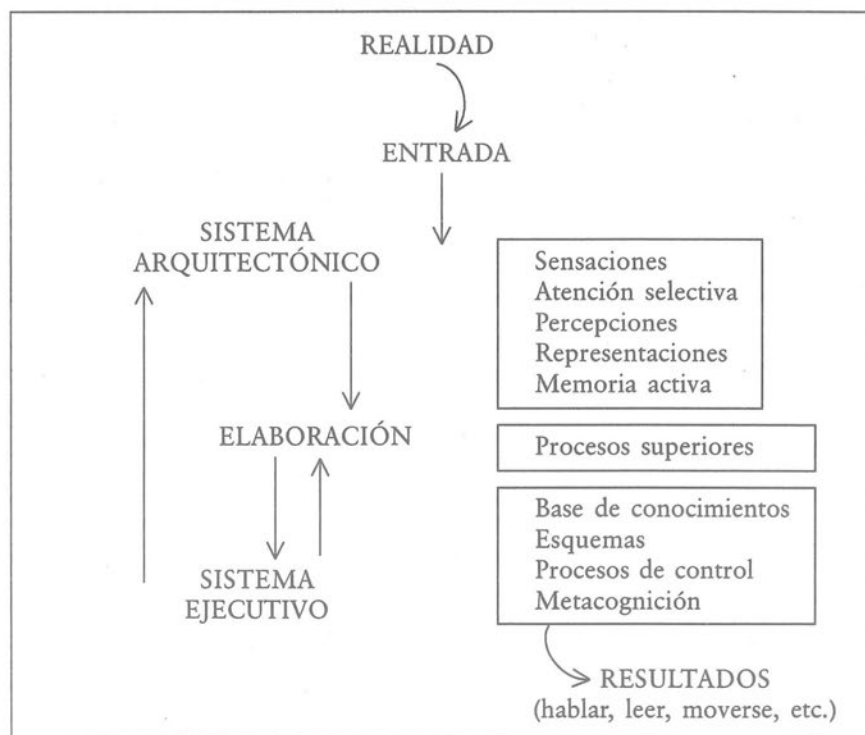 REALIDAD
ENTRADA
SISTEMA
ARQUITECTÓNICO
Sensaciones
Atención selectiva
Percepciones
Representaciones
Memoria activa
ELABORACIÓN
Procesos superiores
SISTEMA
EJECUTIVO
Base de conocimientos
Esquemas
Procesos de control
Metacognición
RESULTADOS
(hablar, leer, moverse, etc.)